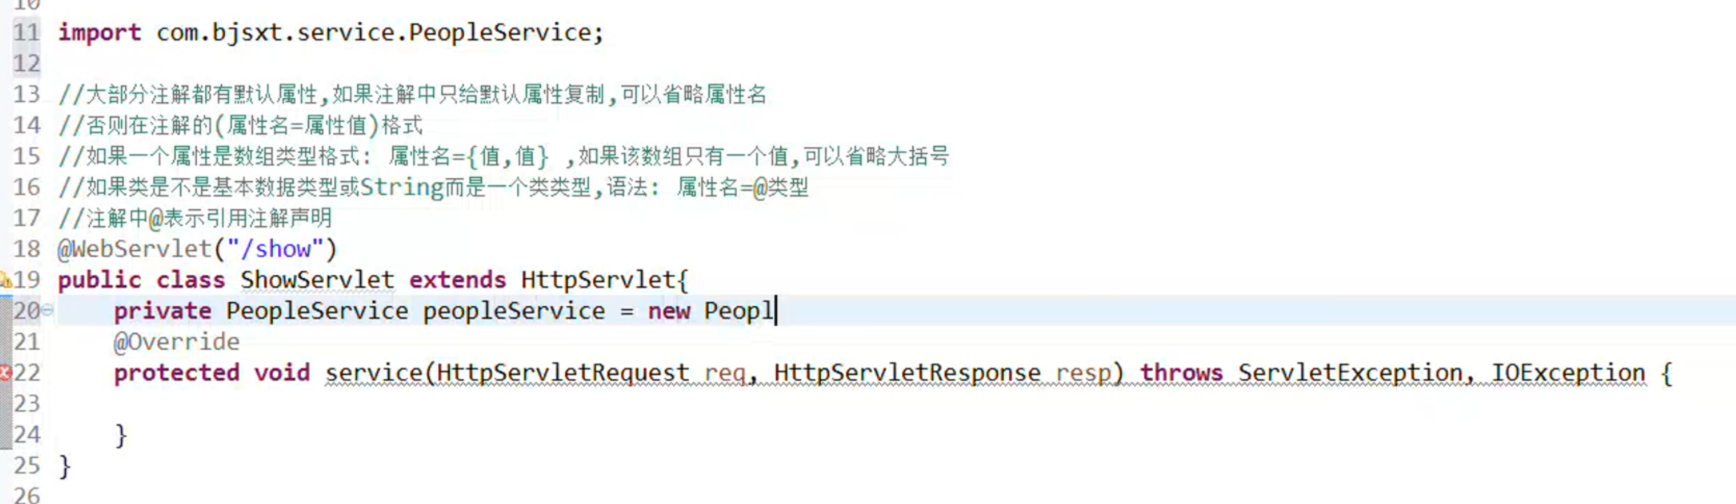 10
11 import com.bjsxt.service.PeopleService;
12
13 //大部分注解都有默认属性,如果注解中只给默认属性复制,可以省略属性名
14 //否则在注解的(属性名=属性值)格式
15 //如果一个属性是数组类型格式: 属性名={值,值} ,如果该数组只有一个值,可以省略大括号
16 //如果类是不是基本数据类型或String而是一个类类型,语法: 属性名=@类型
17 //注解中@表示引用注解声明
18 @WebServlet("/show")
19 public class ShowServlet extends HttpServlet{
20 private PeopleService peopleService = new Peopl
21 @Override
22 protected void service(HttpServletRequest req, HttpServletResponse resp) throws ServletException, IOException {
23
24 }
25 }
26